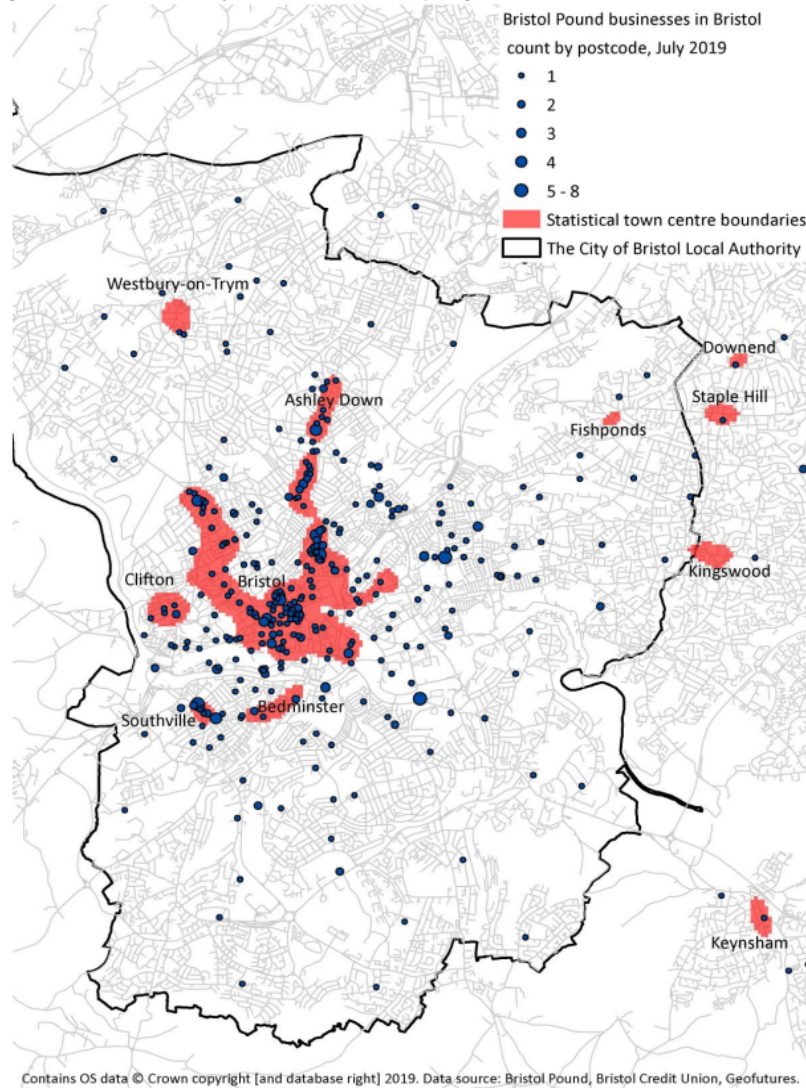 Bristol Pound businesses in Bristol
count by postcode, July 2019
1
2
3
4
5 - 8
Statistical town centre boundaries
The City of Bristol Local Authority
Westbury-on-Trym
Downend
Ashley Down
Staple Hill
Fishponds
Kingswood
Clifton
Bristol
Bedminster
Southville
Keynsham
Contains OS data © Crown copyright [and database right] 2019. Data source: Bristol Pound, Bristol Credit Union, Geofutures.